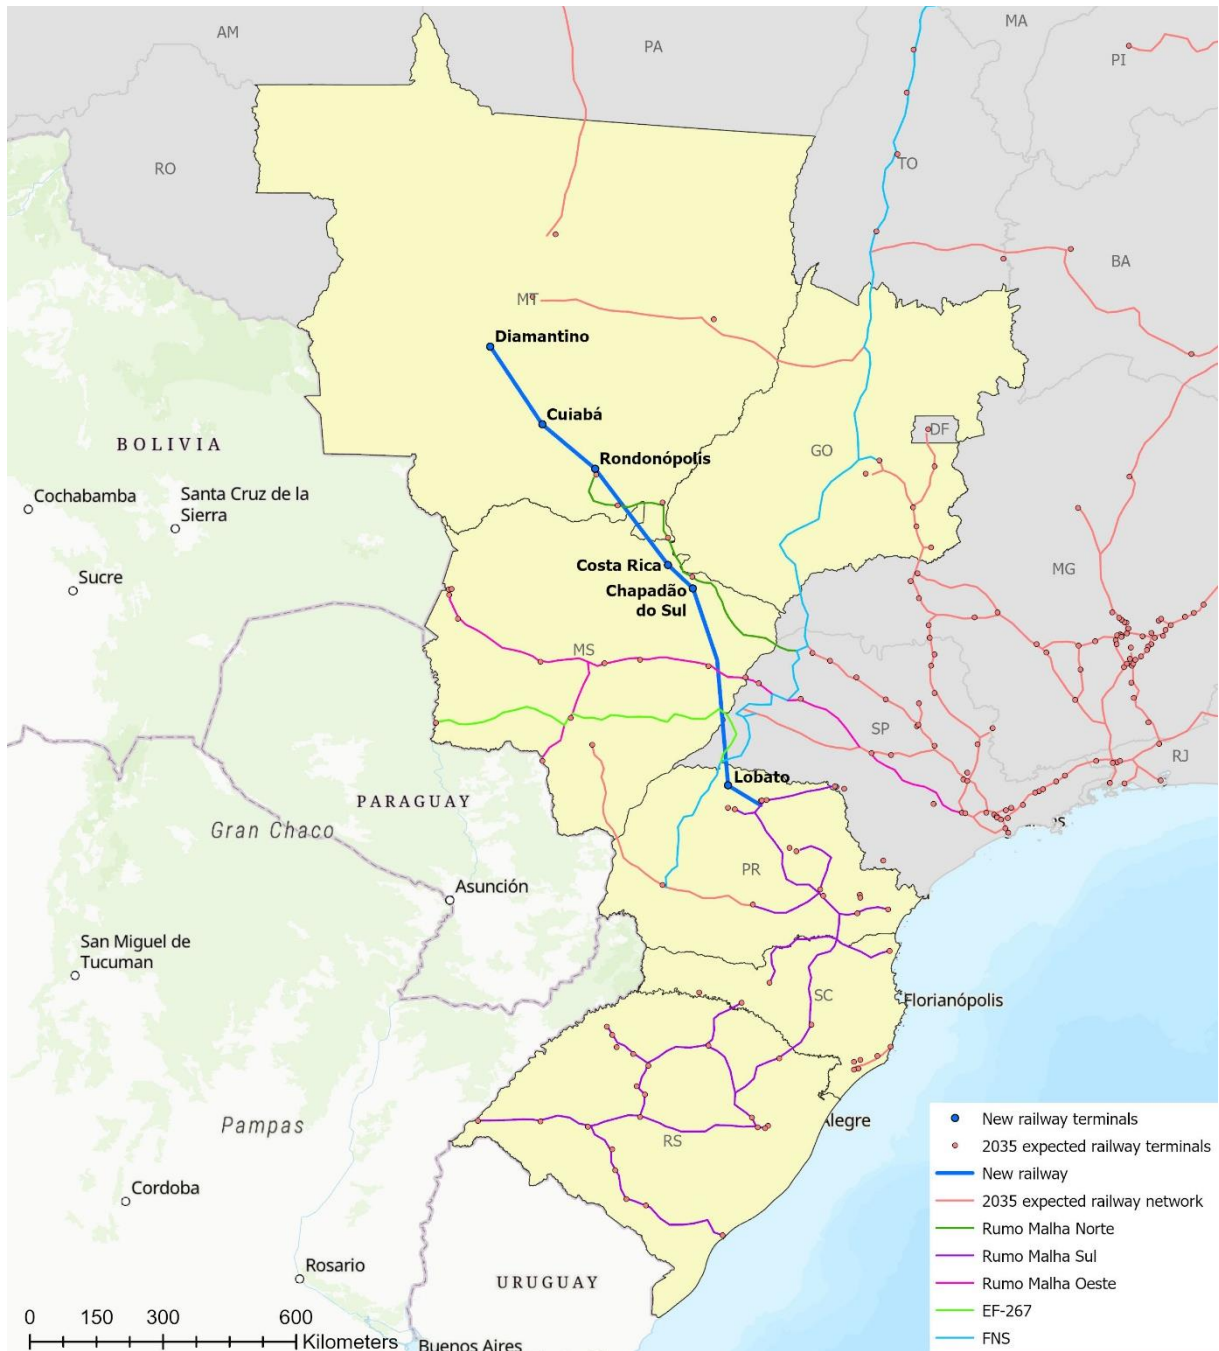 AM
PA
MA
PI
RO
TO
BA
MT
Diamantino
Cuiabá
BOLIVIA
Rondonópolis
GO
DF
Cochabamba
Santa Cruz de la
Sierra
Sucre
Costa Rica
Chapadão
do Sul
MG
MS
SP
RJ
Lobato
PARAGUAY
Gran Chaco
PR
Asunción
San Miguel de
Tucuman
SC
Florianópolis
Pampas
RS
Alegre
Cordoba
Rosario
URUGUAY
Buenos Aires
0 150 300 600
Kilometers
New railway terminals
2035 expected railway terminals
New railway
2035 expected railway network
Rumo Malha Norte
Rumo Malha Sul
Rumo Malha Oeste
EF-267
FNS